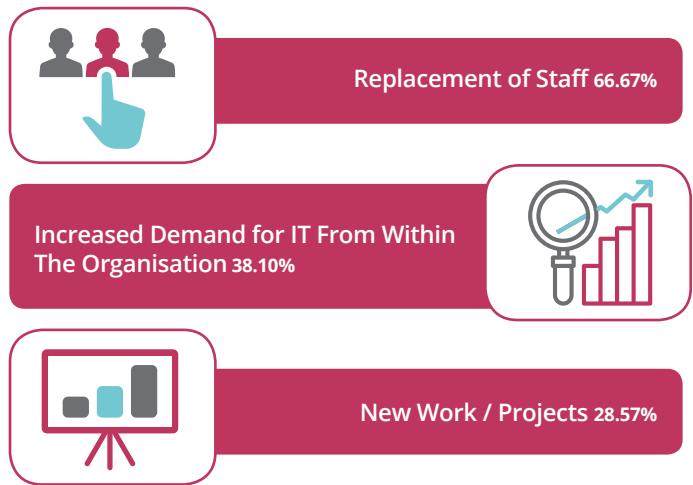 Replacement of Staff 66.67%
Increased Demand for IT From Within
The Organisation 38.10%
New Work / Projects 28.57%